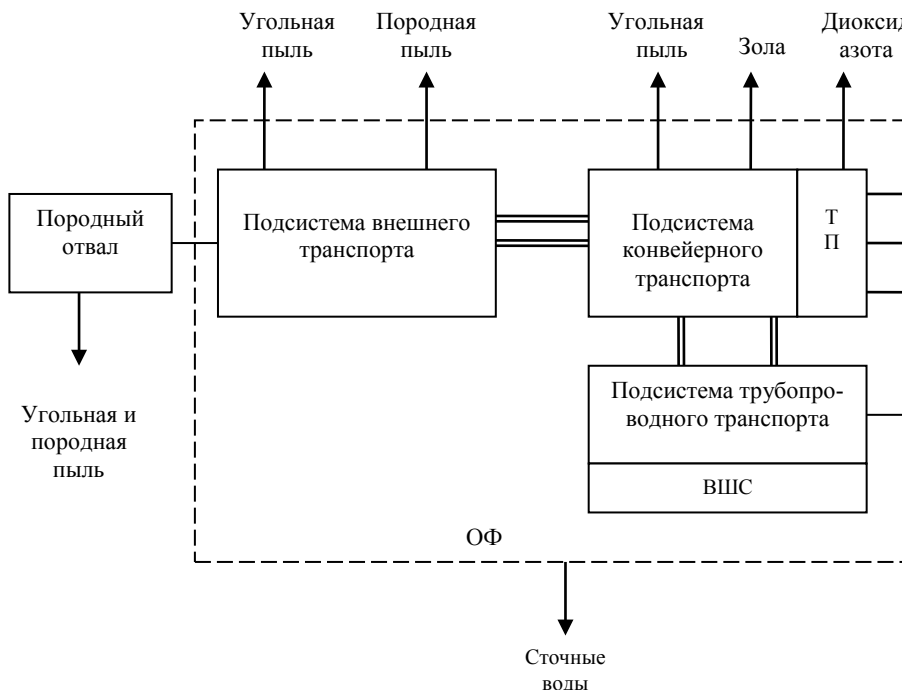 Угольная
пыль
Породная
пыль
Угольная
пыль
Зола
Диоксид
азота
Породный
отвал
Подсистема внешнего
транспорта
Подсистема
конвейерного
транспорта
Т
П
Угольная и
породная
пыль
Подсистема трубопро-
водного транспорта
ВШС
ОФ
Сточные
воды